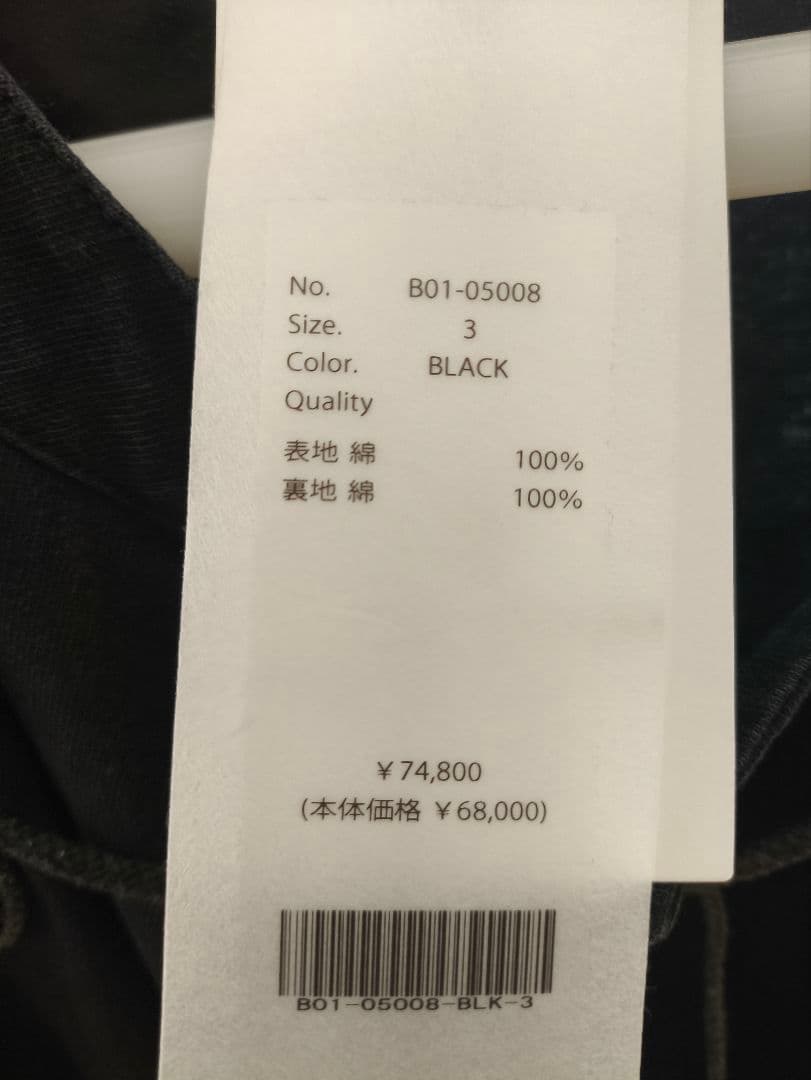 No. B01-05008
Size. 3
Color. BLACK
Quality
表地 綿 100%
裏地 綿 100%
￥74,800
(本体価格 ￥68,000)
B01-05008-BLK-3